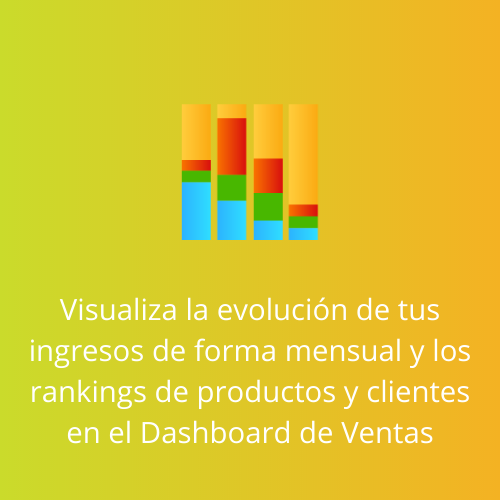 Visualiza la evolución de tus
ingresos de forma mensual y los
rankings de productos y clientes
en el Dashboard de Ventas